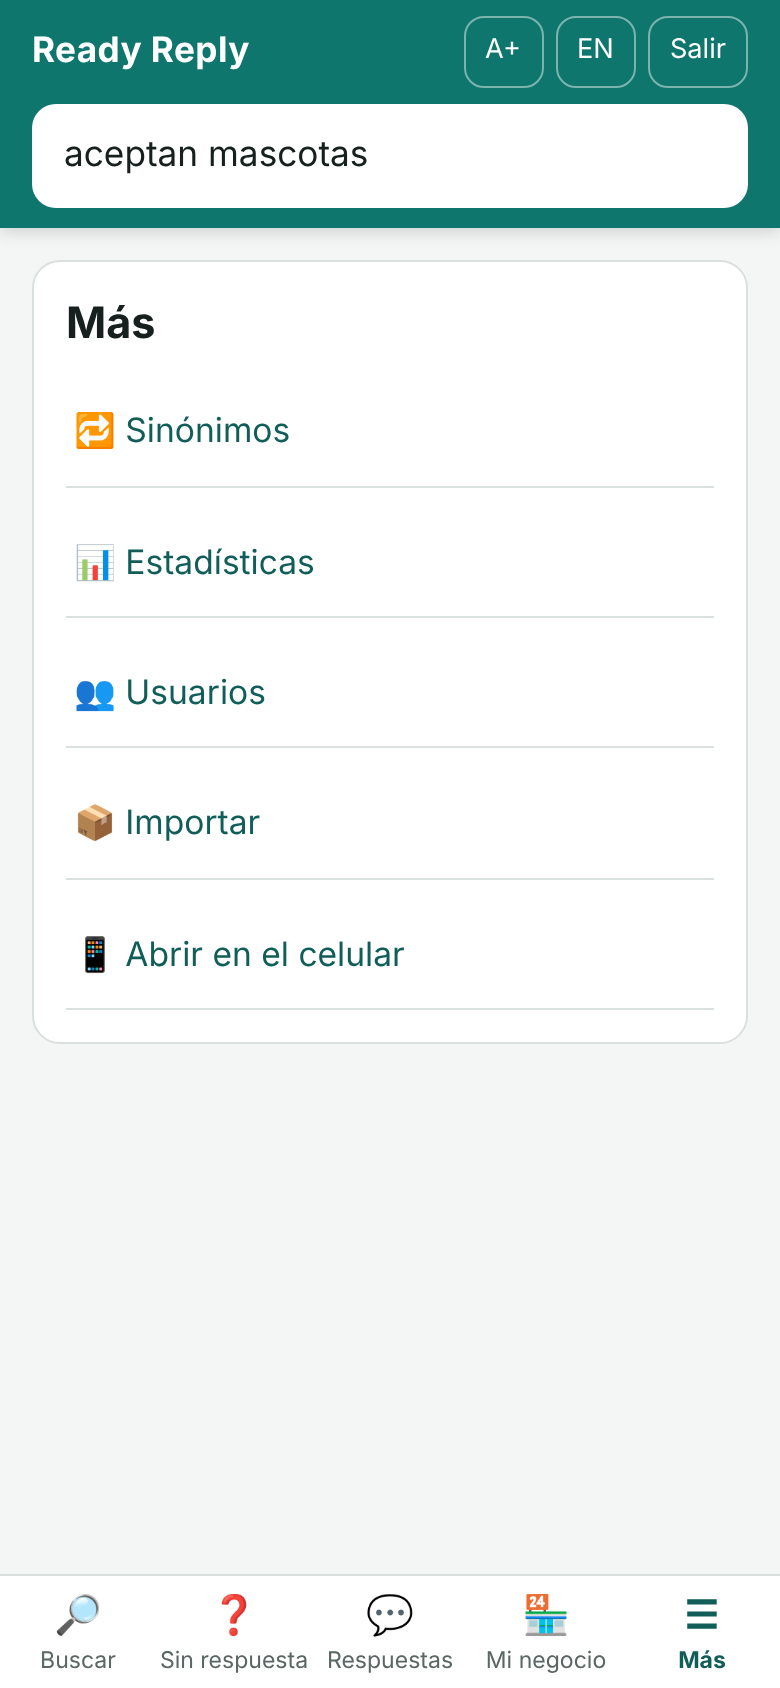 Ready Reply
A+
EN
Salir
aceptan mascotas
Más
Sinónimos
Estadísticas
Usuarios
Importar
Abrir en el celular
24
Buscar
Sin respuesta
Respuestas
Mi negocio
Más